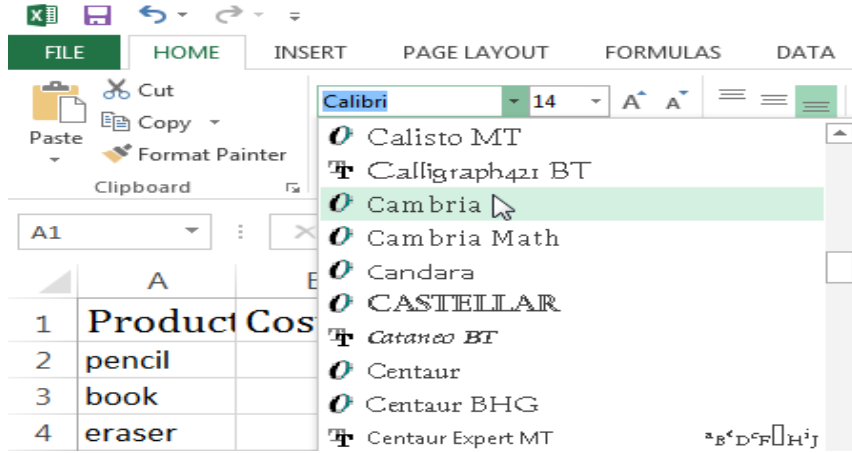 FILE HOME INSERT PAGE LAYOUT FORMULAS DATA
Cut
Copy
Format Painter
Paste
Clipboard
Calibri 14 A A
Calisto MT
Calligraph421 BT
Cambria
Cambria Math
Candara
CASTELLAR
Cataneo BT
Centaur
Centaur BHG
Centaur Expert MT
A1
A
1 Product Cos
2 pencil
3 book
4 eraser